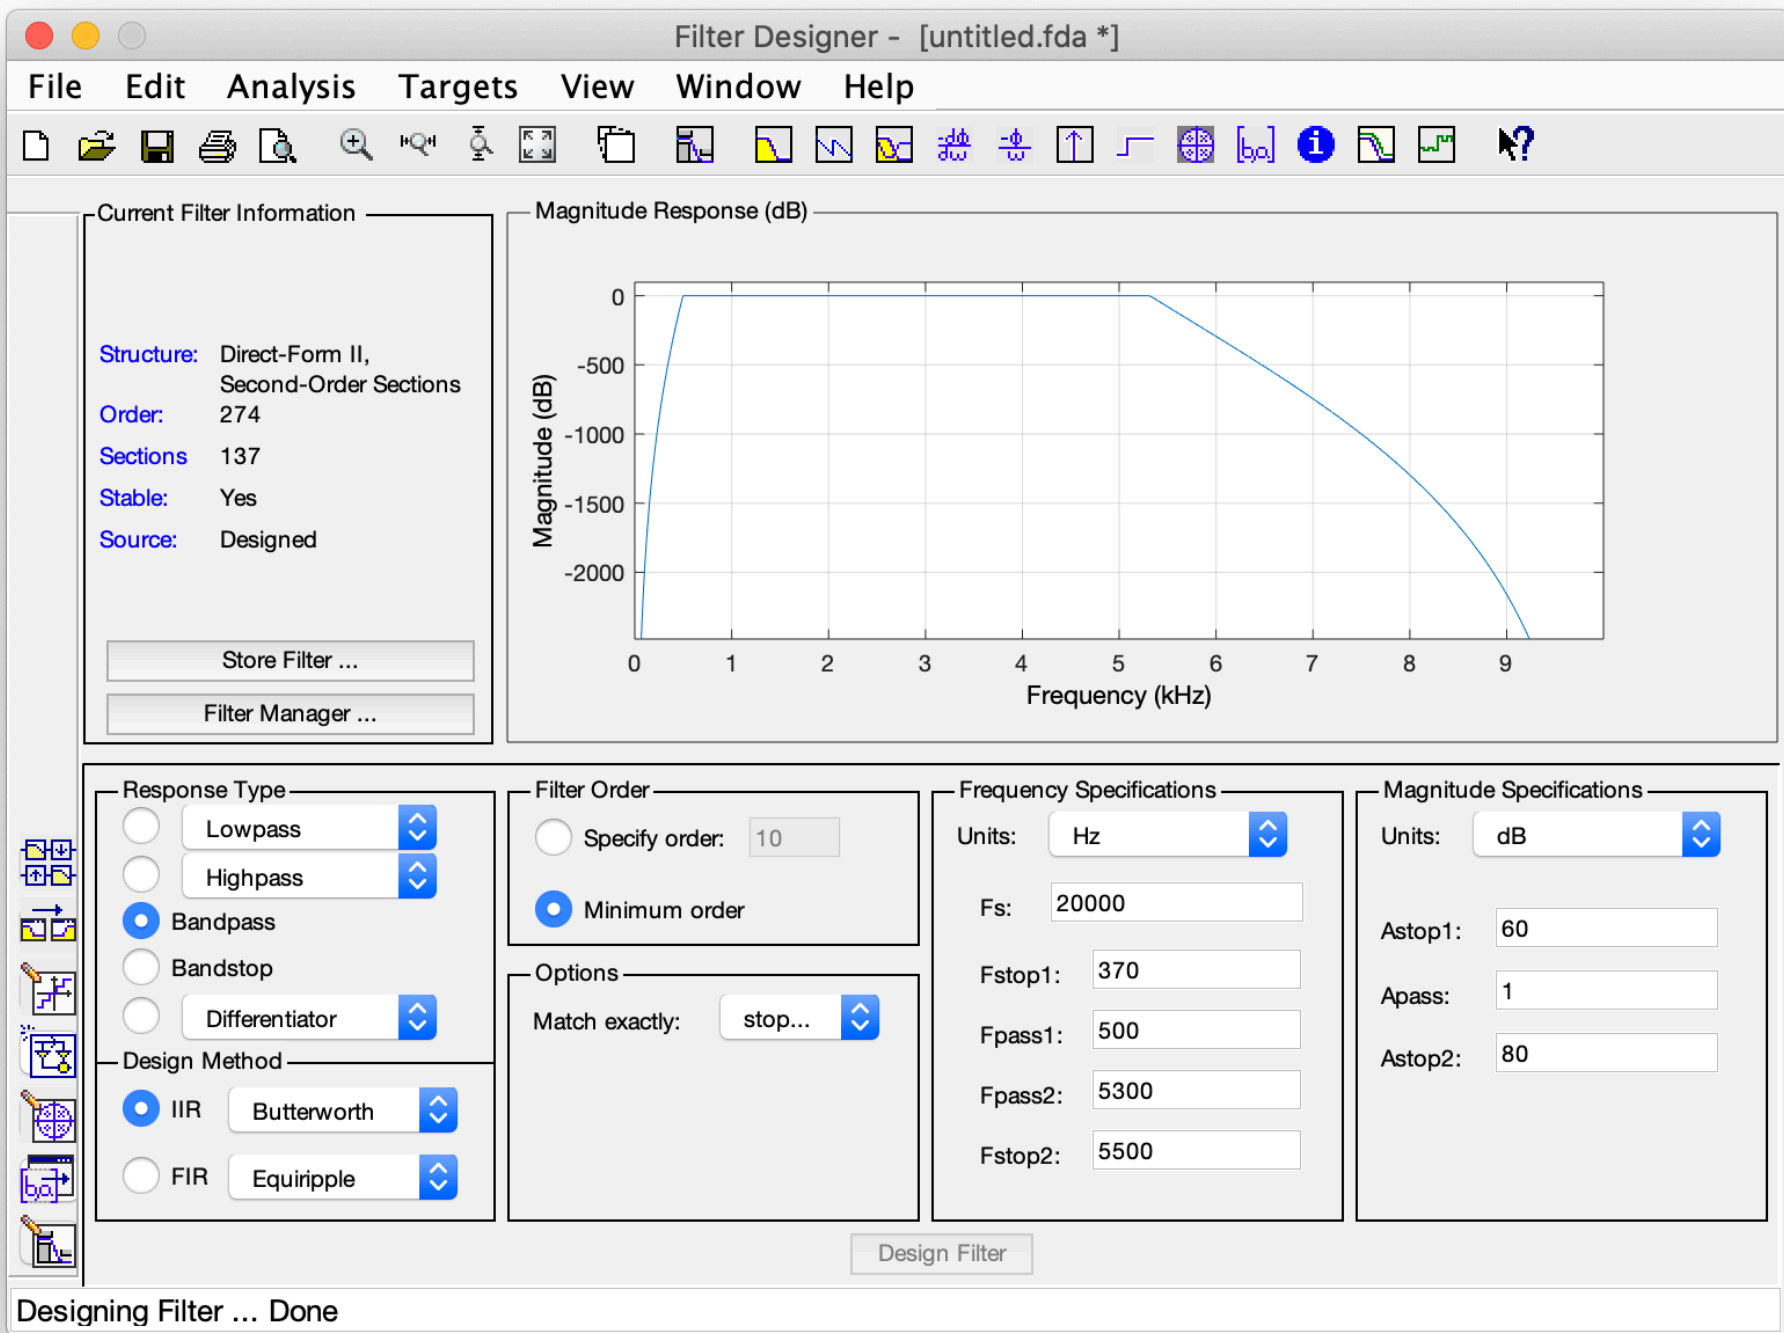 Filter Designer - [untitled.fda *]
File Edit Analysis Targets View Window Help
Current Filter Information
Structure: Direct-Form II,
Second-Order Sections
Order: 274
Sections 137
Stable: Yes
Source: Designed
Store Filter ...
Filter Manager ...
Magnitude Response (dB)
Magnitude (dB)
0
-500
-1000
-1500
-2000
0 1 2 3 4 5 6 7 8 9
Frequency (kHz)
Response Type
Lowpass
Highpass
Bandpass
Bandstop
Differentiator
Design Method
IIR Butterworth
FIR Equiripple
Filter Order
Specify order: 10
Minimum order
Options
Match exactly: stop...
Frequency Specifications
Units: Hz
Fs: 20000
Fstop1: 370
Fpass1: 500
Fpass2: 5300
Fstop2: 5500
Magnitude Specifications
Units: dB
Astop1: 60
Apass: 1
Astop2: 80
Design Filter
Designing Filter ... Done